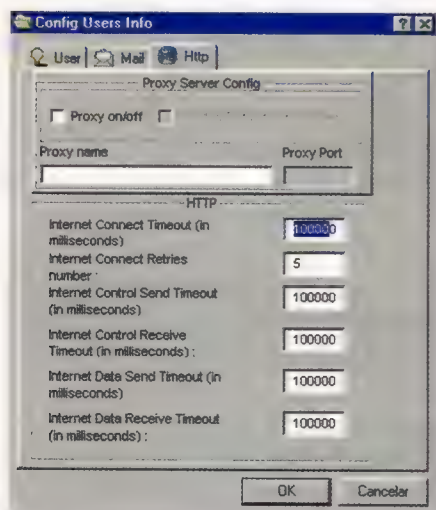 Config Users Info
User Mail Http
Proxy Server Config
Proxy on/off
Proxy name Proxy Port
HTTP
Internet Connect Timeout (in
milliseconds)
100000
Internet Connect Retries
number :
5
Internet Control Send Timeout
(in milliseconds)
100000
Internet Control Receive
Timeout (in milliseconds) :
100000
Internet Data Send Timeout (in
milliseconds)
100000
Internet Data Receive Timeout
(in milliseconds) :
100000
OK Cancelar